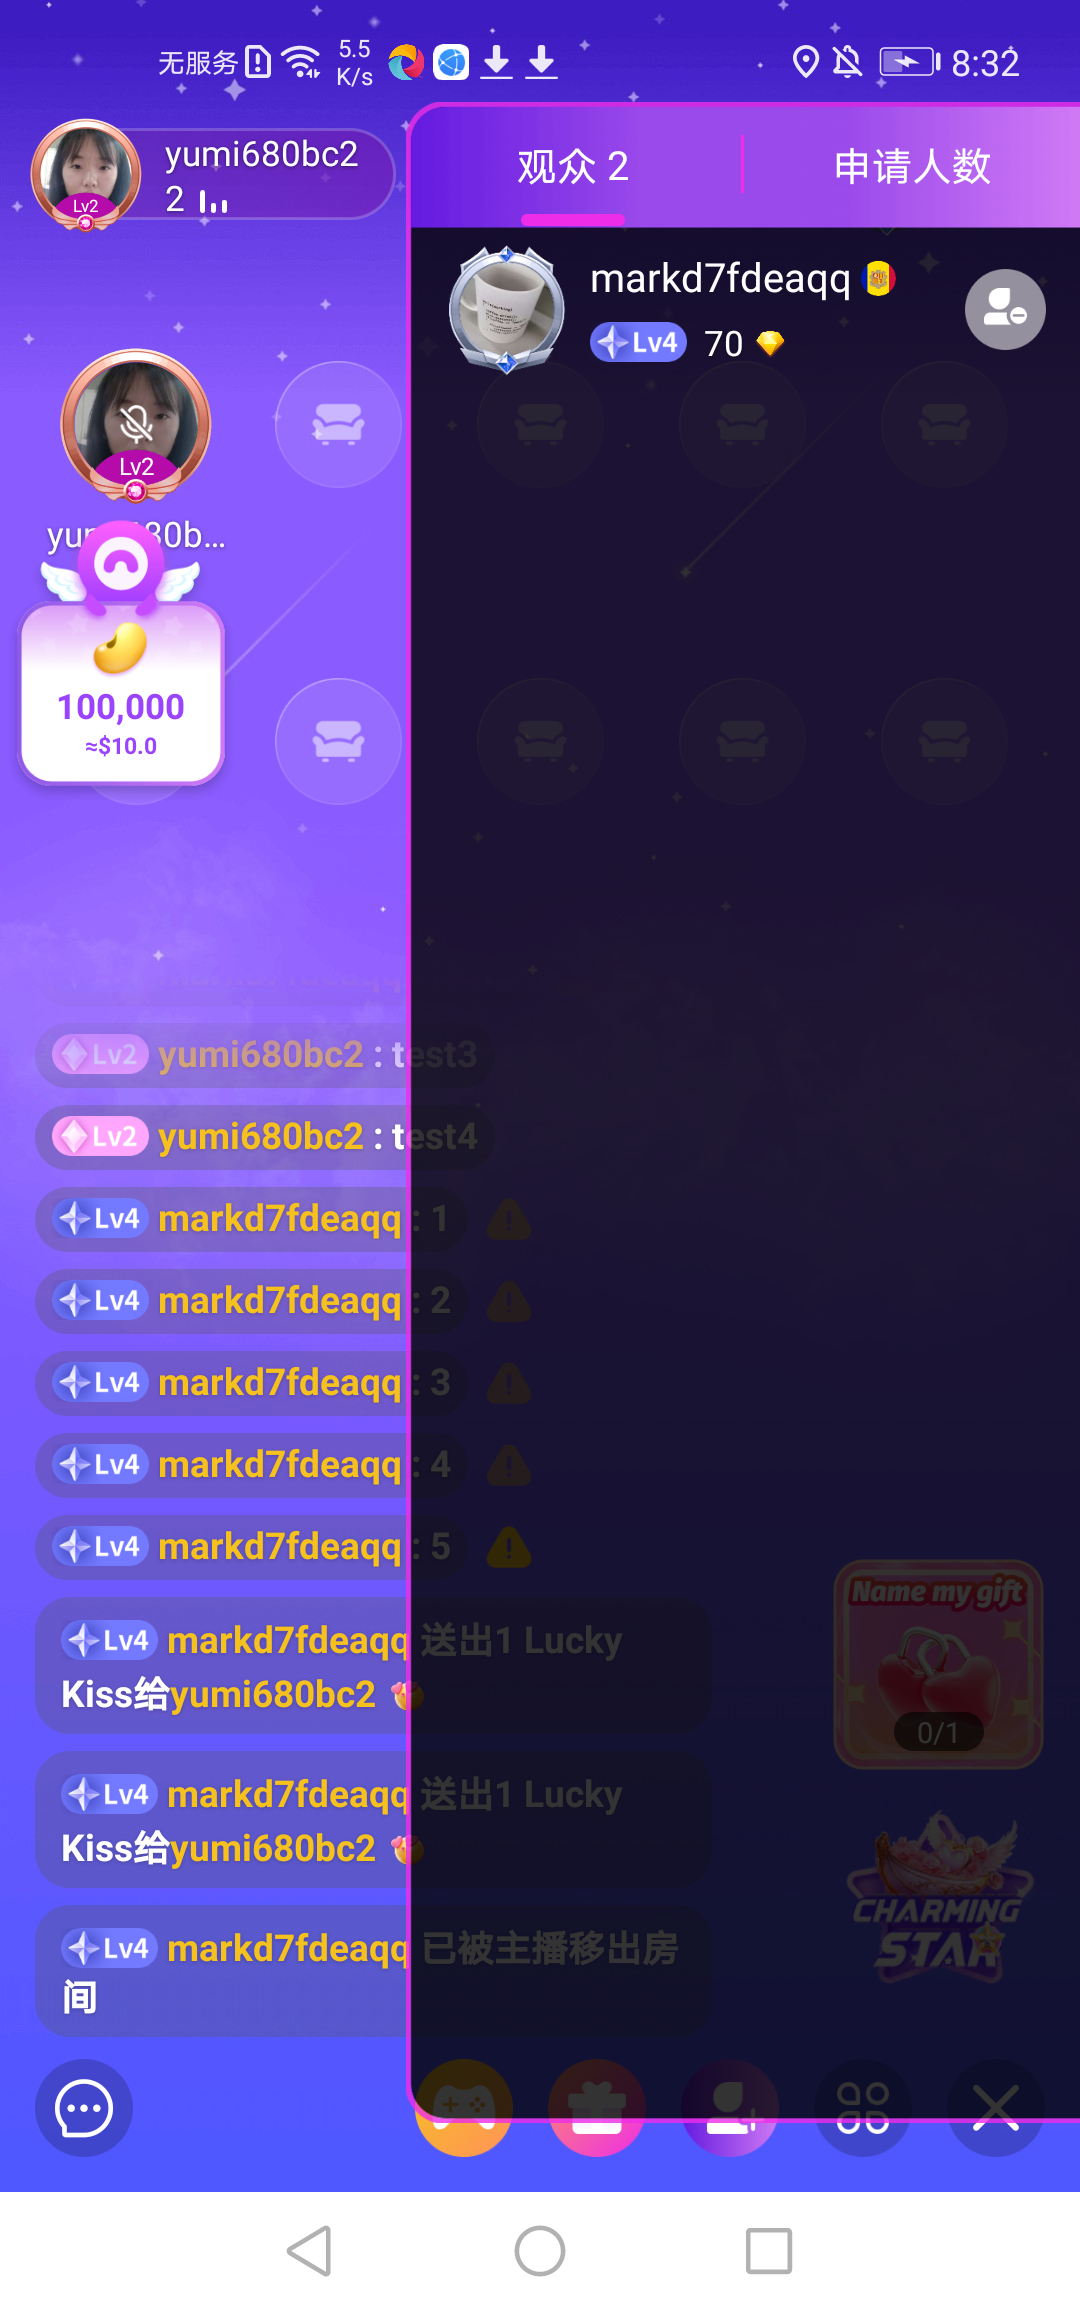 无服务
5.5
K/s
8:32
yumi680bc2
2
Lv2
观众 2
申请人数
markd7fdeaqq
Lv4 70
Lv2
100,000
≈$10.0
Lv2 yumi680bc2 : test3
Lv2 yumi680bc2 : test4
Lv4 markd7fdeaqq : 1
Lv4 markd7fdeaqq : 2
Lv4 markd7fdeaqq : 3
Lv4 markd7fdeaqq : 4
Lv4 markd7fdeaqq : 5
Lv4 markd7fdeaqq 送出1 Lucky
Kiss给yumi680bc2
Lv4 markd7fdeaqq 送出1 Lucky
Kiss给yumi680bc2
Lv4 markd7fdeaqq 已被主播移出房
间
Name my gift
0/1
CHARMING
STAR